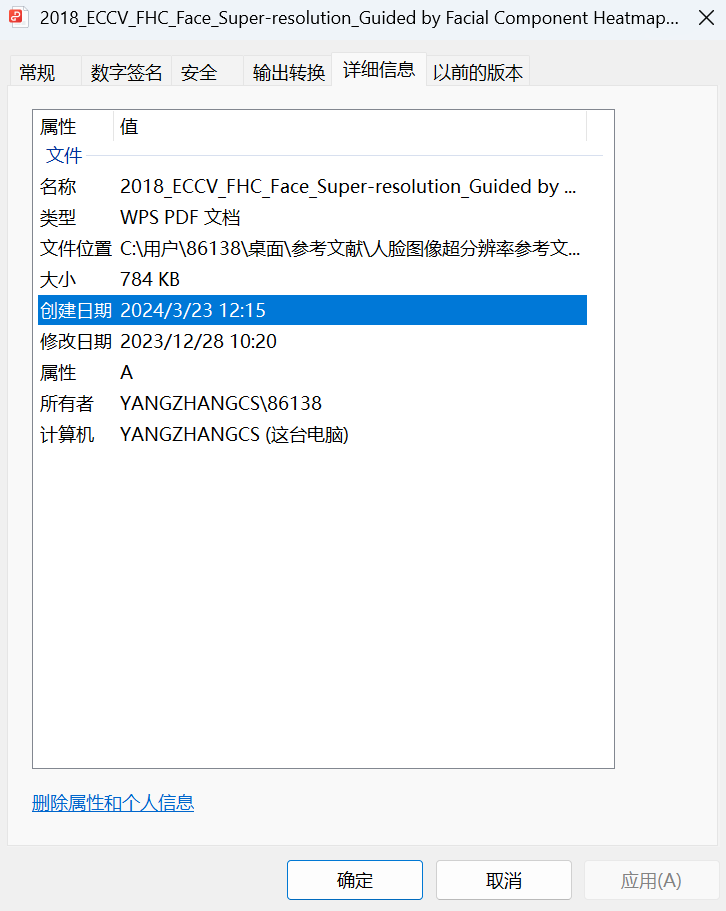 2018_ECCV_FHC_Face_Super-resolution_Guided by Facial Component Heatmap...
常规 数字签名 安全 输出转换 详细信息 以前的版本
属性 值
文件
名称 2018_ECCV_FHC_Face_Super-resolution_Guided by ...
类型 WPS PDF 文档
文件位置 C:\用户\86138\桌面\参考文献\人脸图像超分辨率参考文...
大小 784 KB
创建日期 2024/3/23 12:15
修改日期 2023/12/28 10:20
属性 A
所有者 YANGZHANGCS\86138
计算机 YANGZHANGCS (这台电脑)
删除属性和个人信息
确定 取消 应用(A)